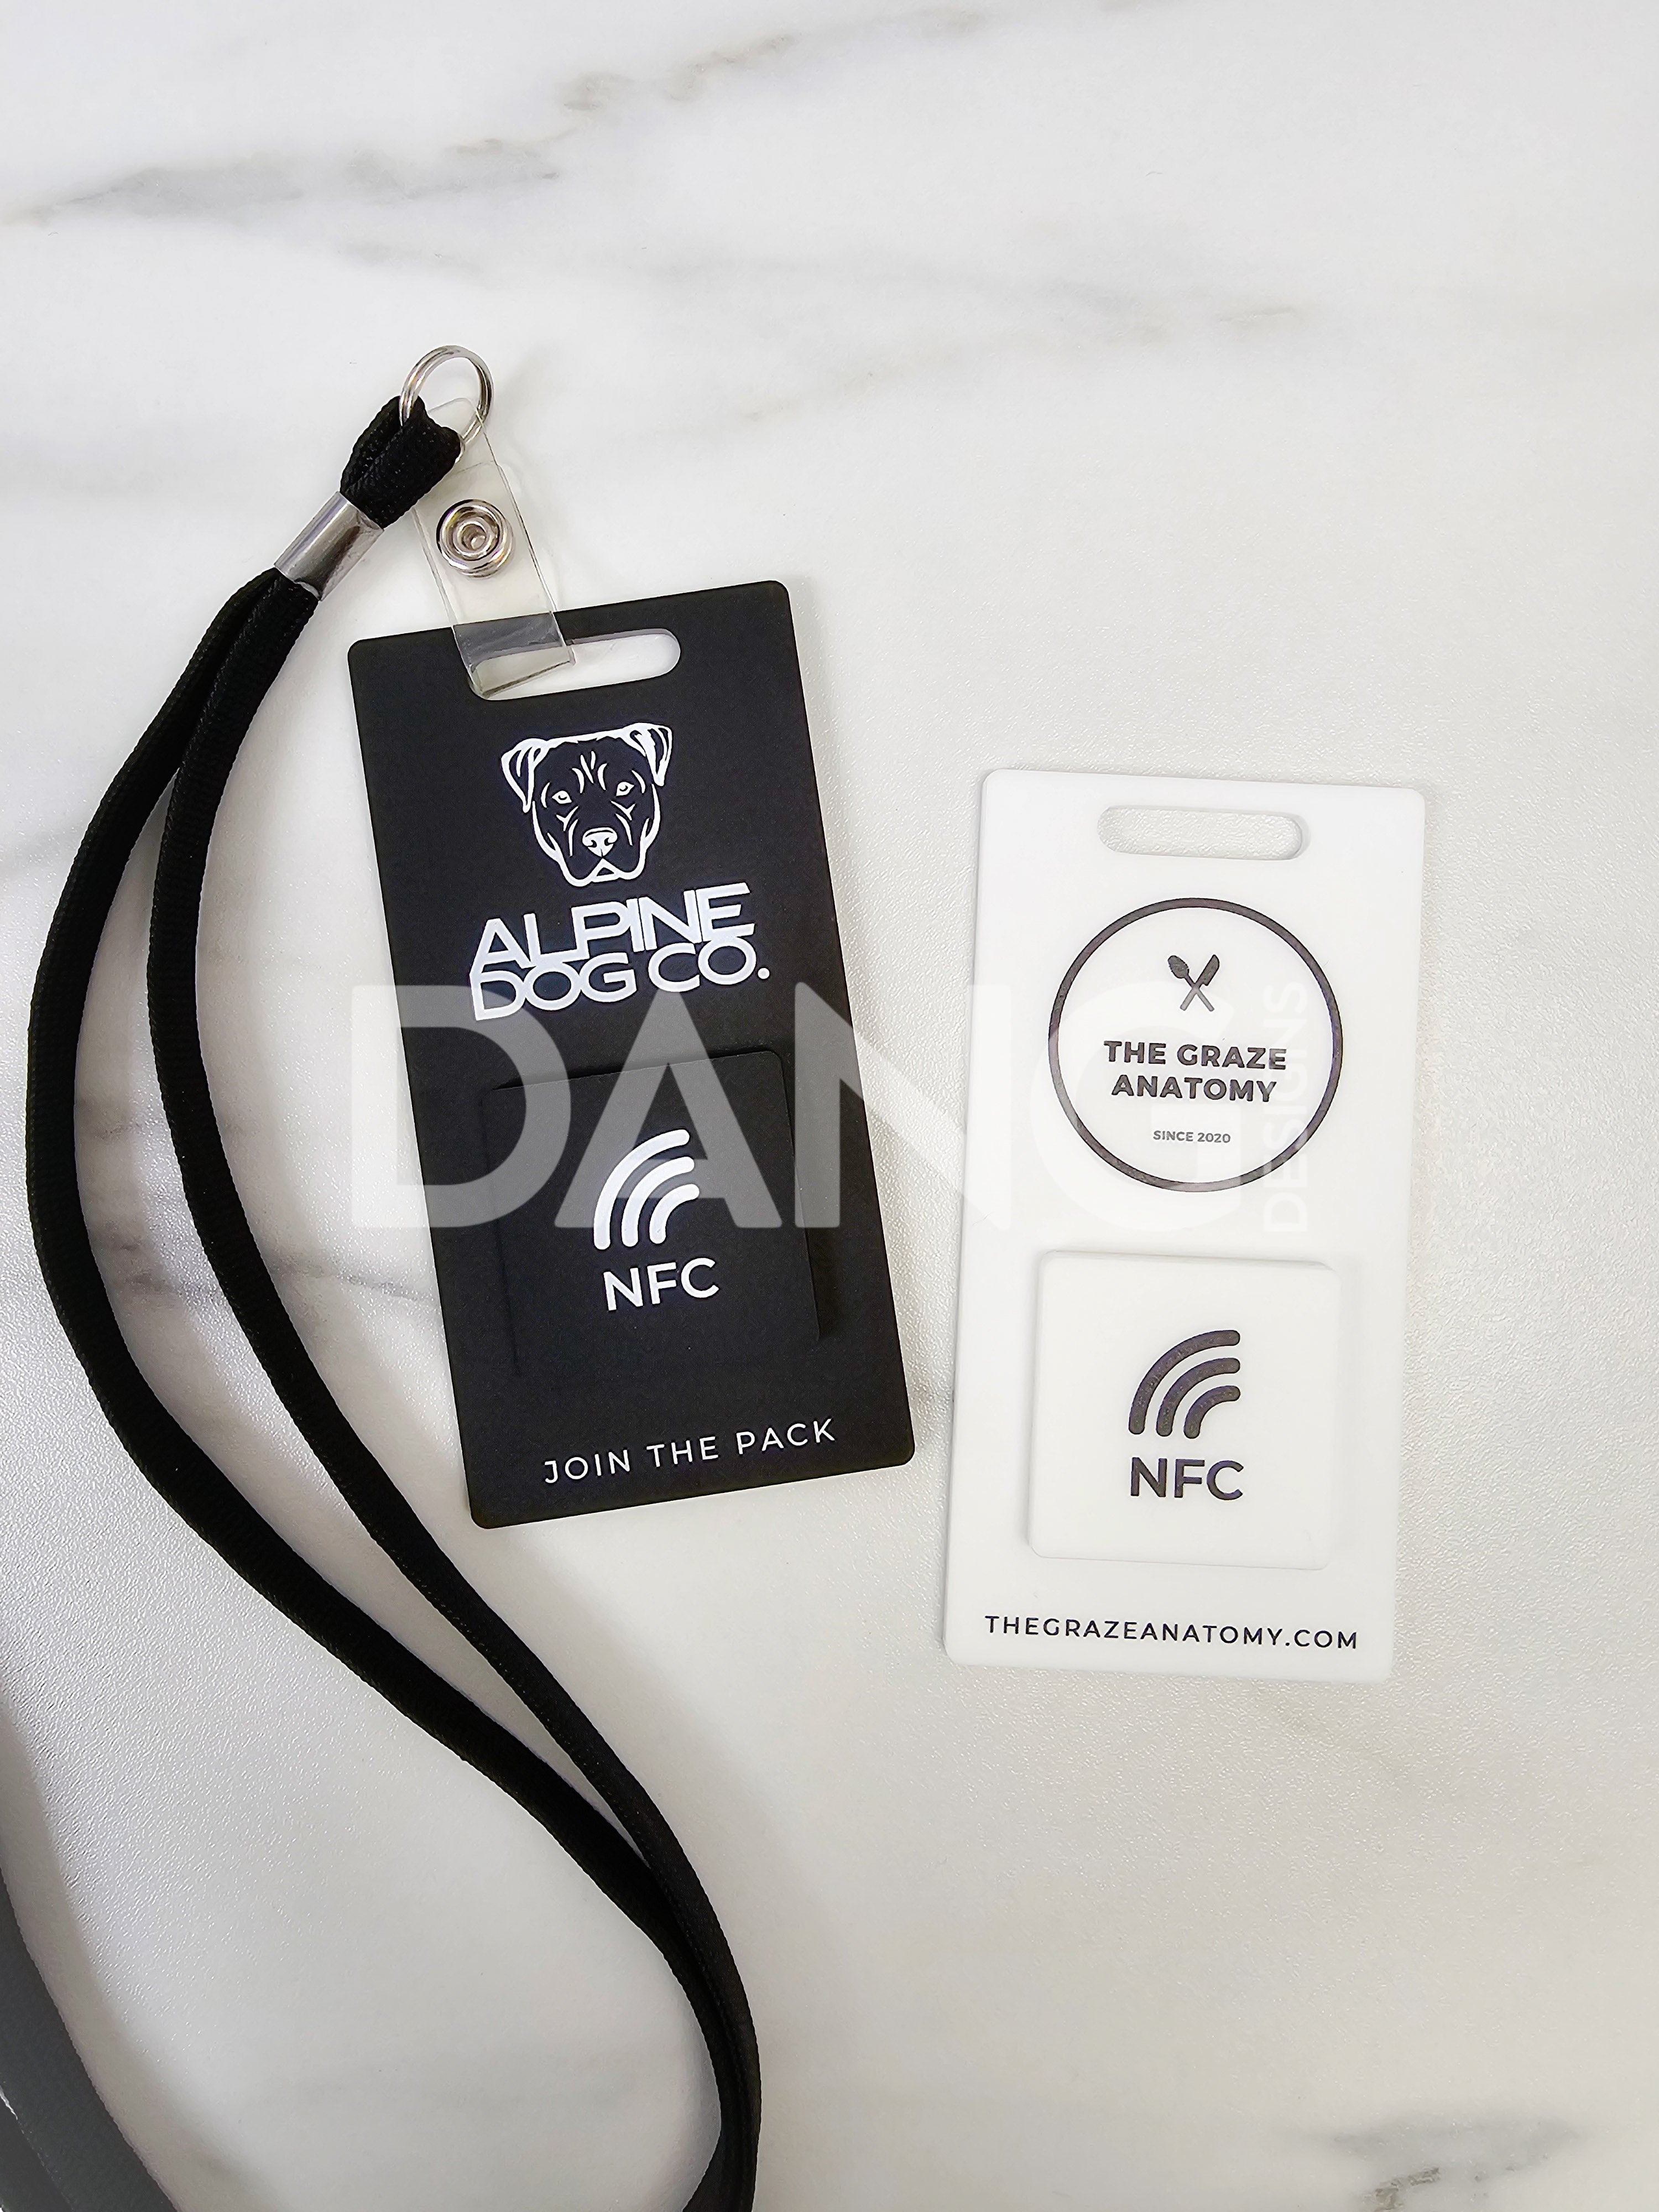 ALPINE
DOG CO.
NFC
JOIN THE PACK
THE GRAZE
ANATOMY
SINCE 2020
NFC
THEGRAZEANATOMY.COM
DANG
DESIGNS